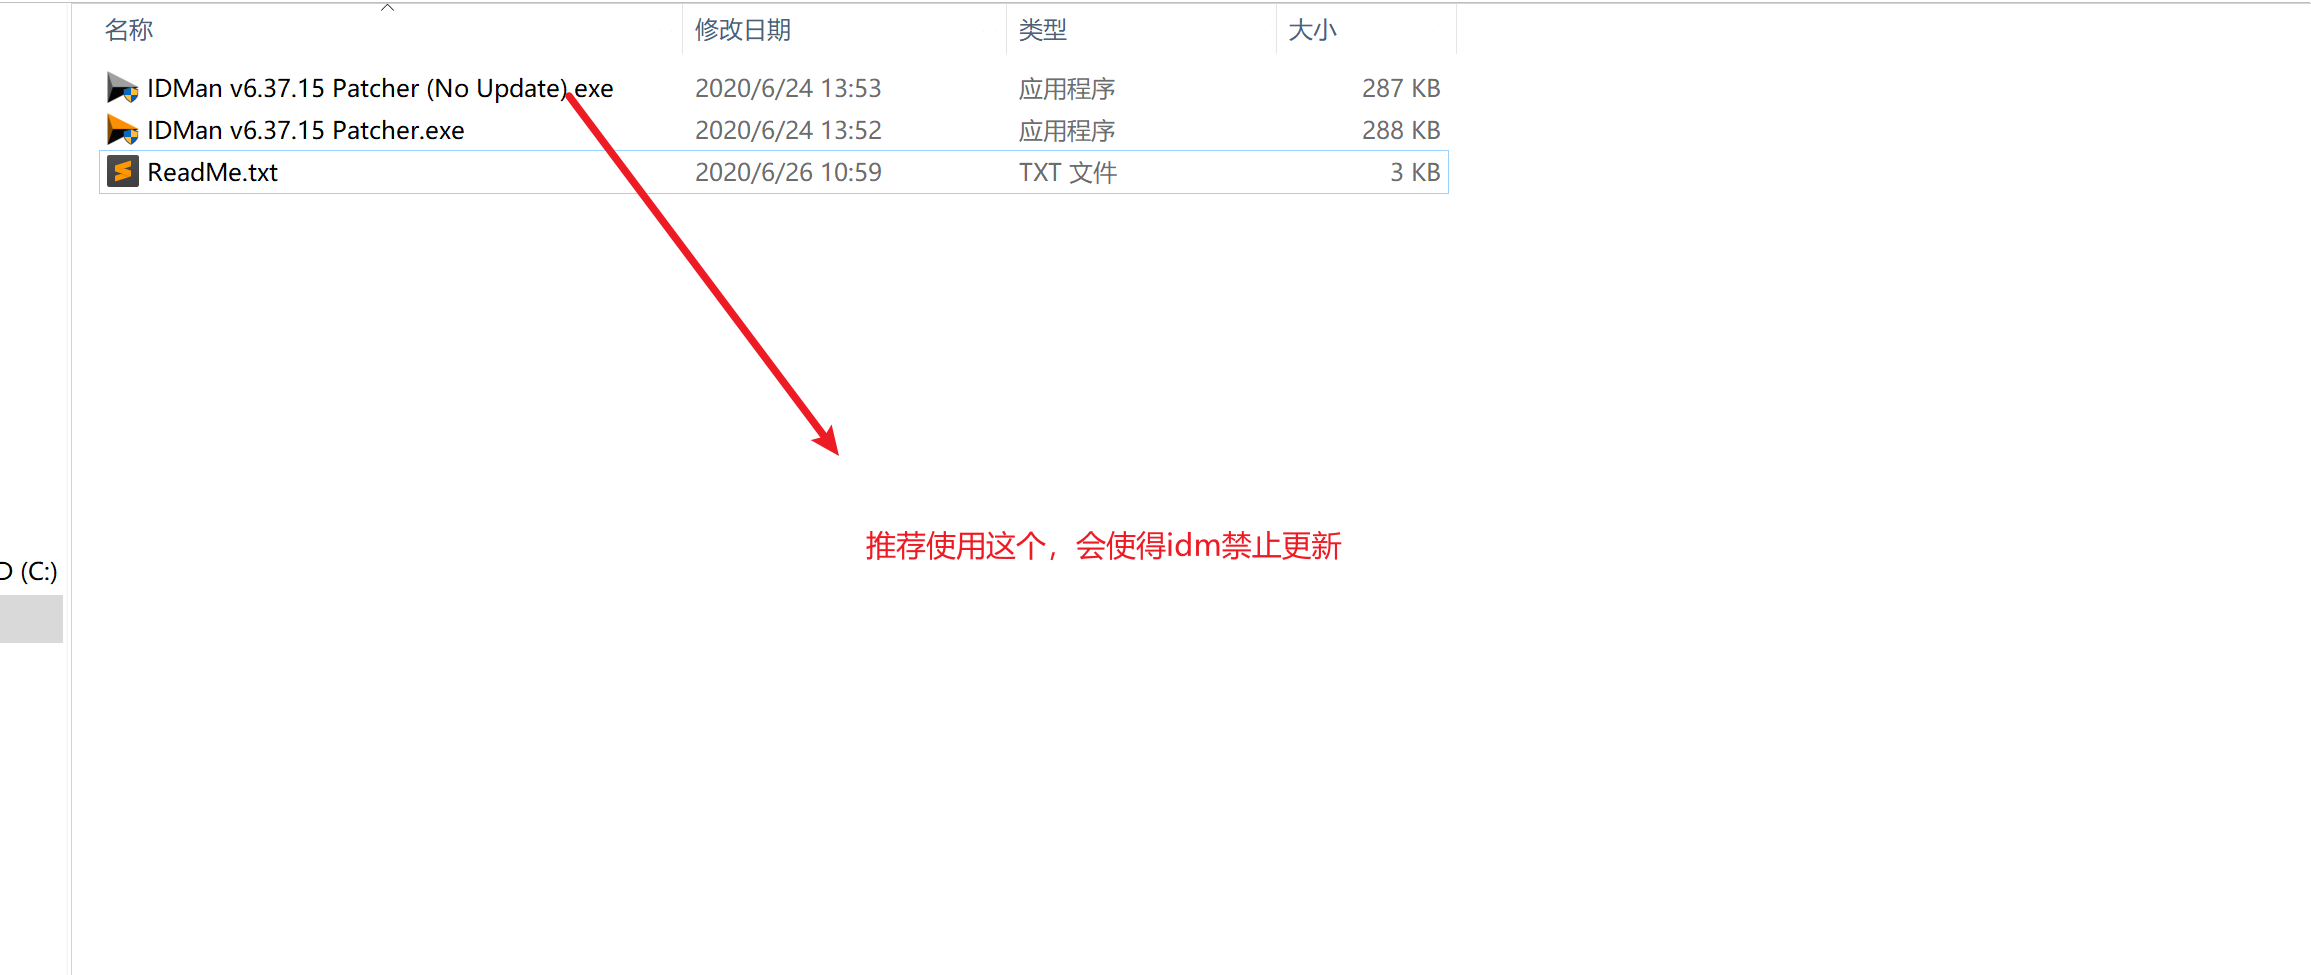 名称 修改日期 类型 大小
IDMan v6.37.15 Patcher (No Update).exe 2020/6/24 13:53 应用程序 287 KB
IDMan v6.37.15 Patcher.exe 2020/6/24 13:52 应用程序 288 KB
ReadMe.txt 2020/6/26 10:59 TXT 文件 3 KB
推荐使用这个，会使得idm禁止更新
D (C:)